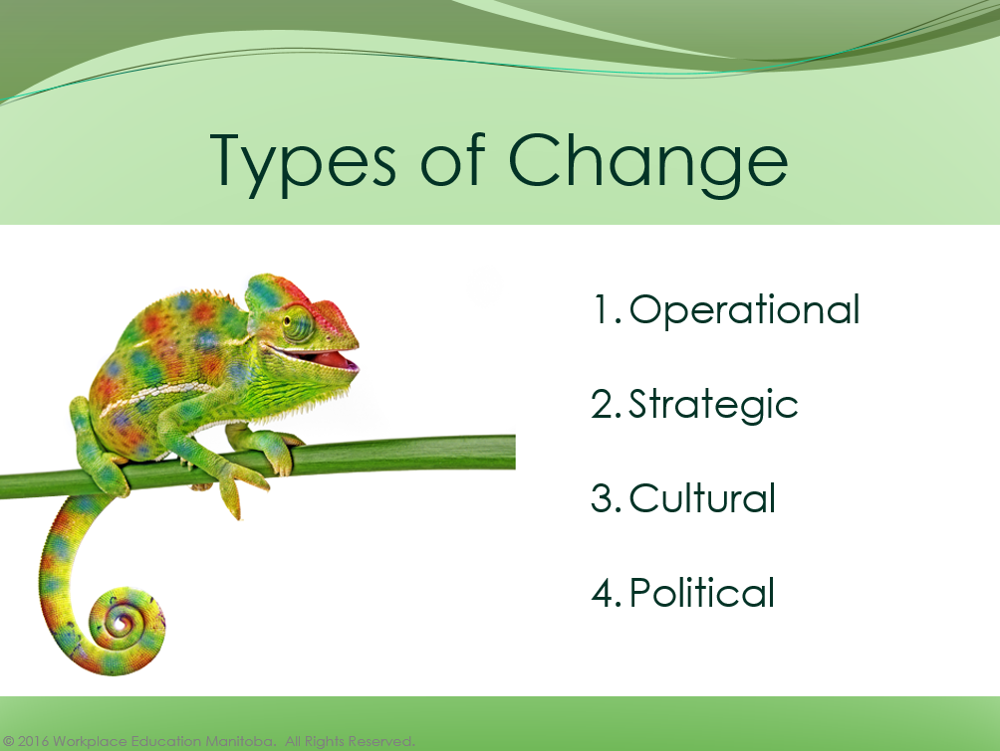 Types of Change
1. Operational
2. Strategic
3. Cultural
4. Political
© 2016 Workplace Education Manitoba. All Rights Reserved.